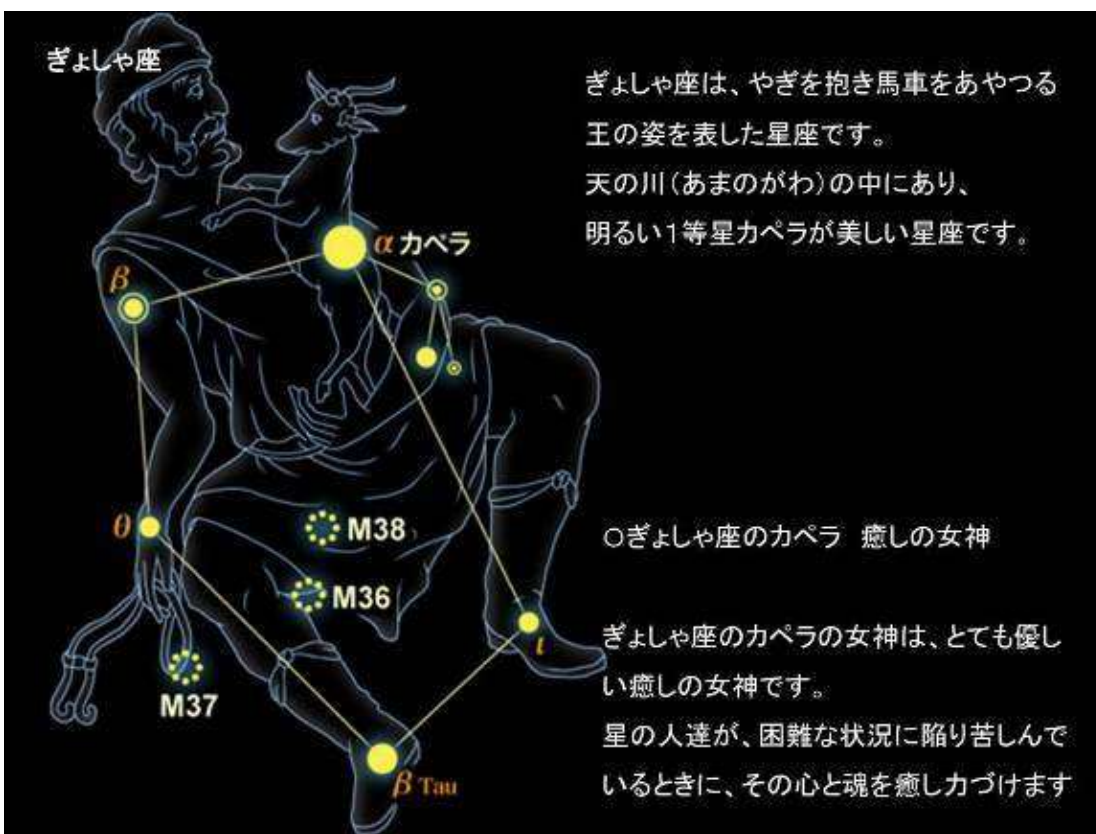 ぎょしゃ座
ぎょしゃ座は、やぎを抱き馬車をあやつる
王の姿を表した星座です。
天の川(あまのがわ)の中にあり、
明るい1等星カペラが美しい星座です。
α カペラ
β
θ
M38
M36
M37
ι
β Tau
○ぎょしゃ座のカペラ 癒しの女神
ぎょしゃ座のカペラの女神は、とても優し
い癒しの女神です。
星の人達が、困難な状況に陥り苦しんで
いるときに、その心と魂を癒し力づけます